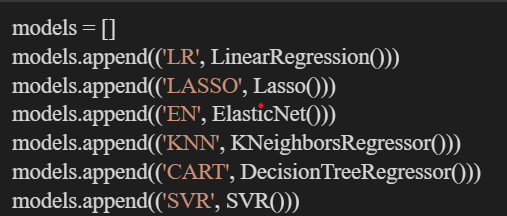 models = []
models.append(('LR', LinearRegression()))
models.append(('LASSO', Lasso()))
models.append(('EN', ElasticNet()))
models.append(('KNN', KNeighborsRegressor()))
models.append(('CART', DecisionTreeRegressor()))
models.append(('SVR', SVR()))